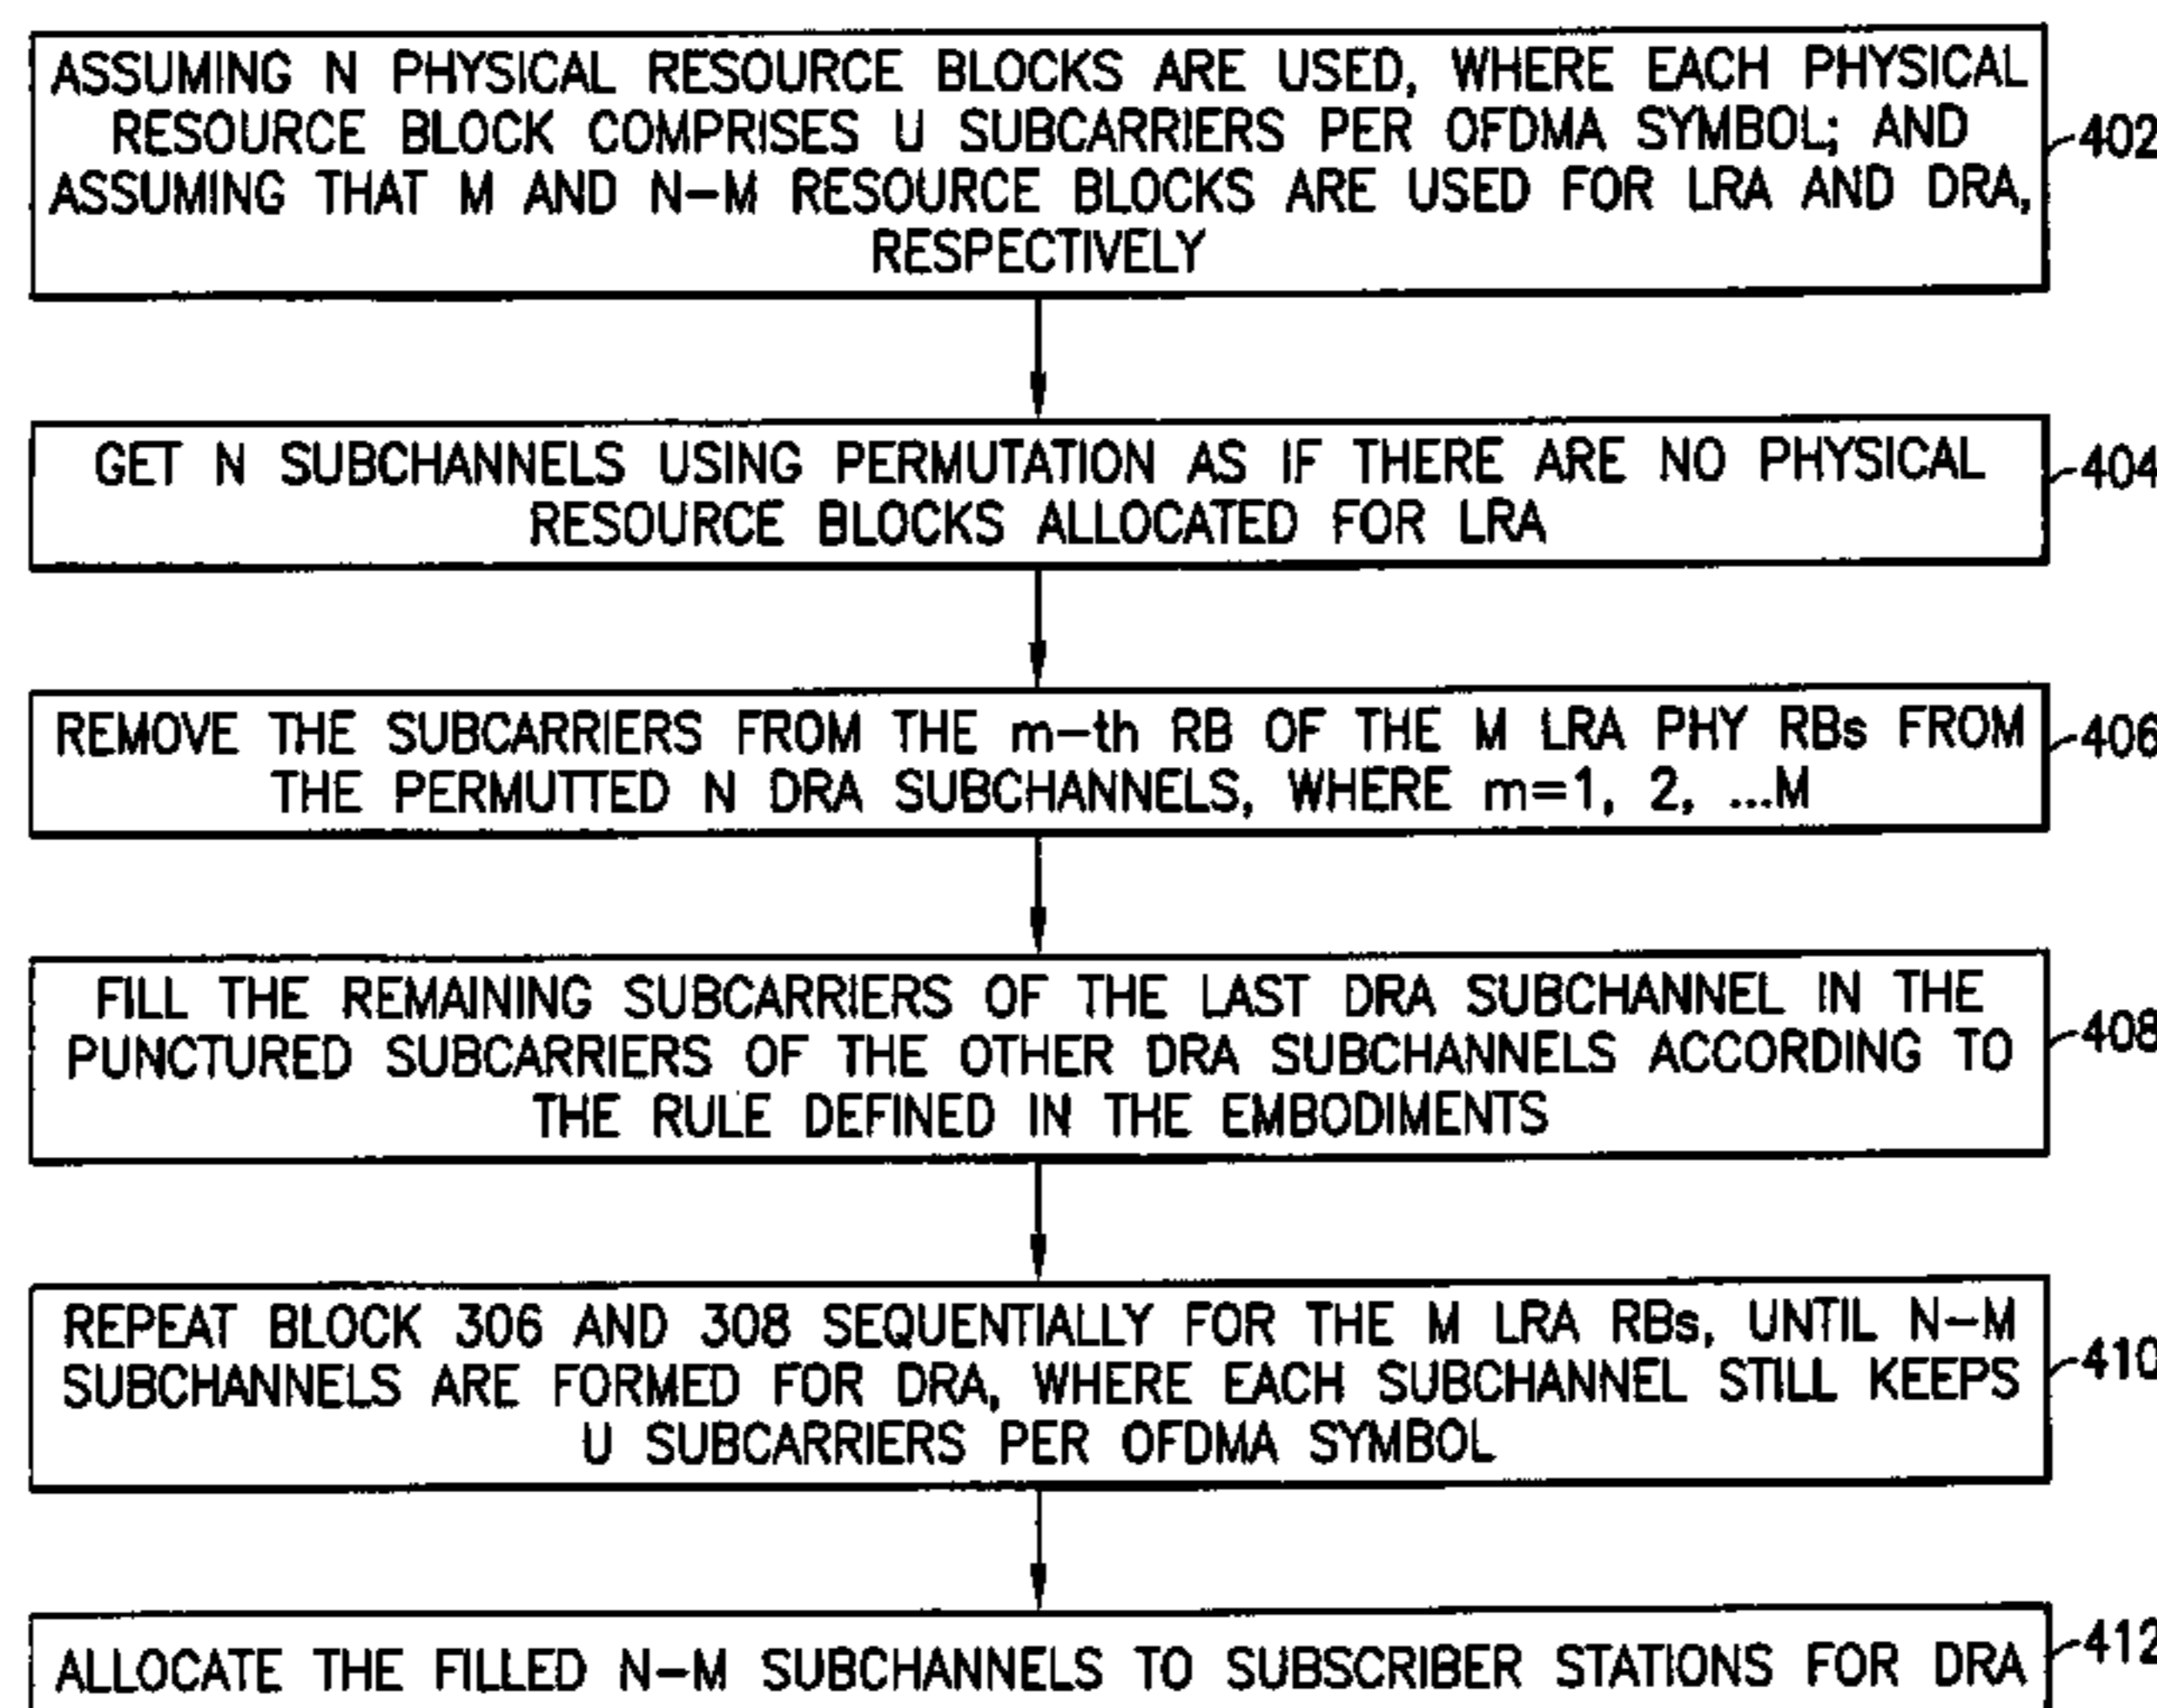 ASSUMING N PHYSICAL RESOURCE BLOCKS ARE USED, WHERE EACH PHYSICAL
RESOURCE BLOCK COMPRISES U SUBCARRIERS PER OFDMA SYMBOL; AND
ASSUMING THAT M AND N-M RESOURCE BLOCKS ARE USED FOR LRA AND DRA,
RESPECTIVELY
402
GET N SUBCHANNELS USING PERMUTATION AS IF THERE ARE NO PHYSICAL
RESOURCE BLOCKS ALLOCATED FOR LRA
404
REMOVE THE SUBCARRIERS FROM THE m-th RB OF THE M LRA PHY RBs FROM
THE PERMUTTED N DRA SUBCHANNELS, WHERE m=1, 2, ...M
406
FILL THE REMAINING SUBCARRIERS OF THE LAST DRA SUBCHANNEL IN THE
PUNCTURED SUBCARRIERS OF THE OTHER DRA SUBCHANNELS ACCORDING TO
THE RULE DEFINED IN THE EMBODIMENTS
408
REPEAT BLOCK 306 AND 308 SEQUENTIALLY FOR THE M LRA RBs, UNTIL N-M
SUBCHANNELS ARE FORMED FOR DRA, WHERE EACH SUBCHANNEL STILL KEEPS
U SUBCARRIERS PER OFDMA SYMBOL
410
ALLOCATE THE FILLED N-M SUBCHANNELS TO SUBSCRIBER STATIONS FOR DRA
412